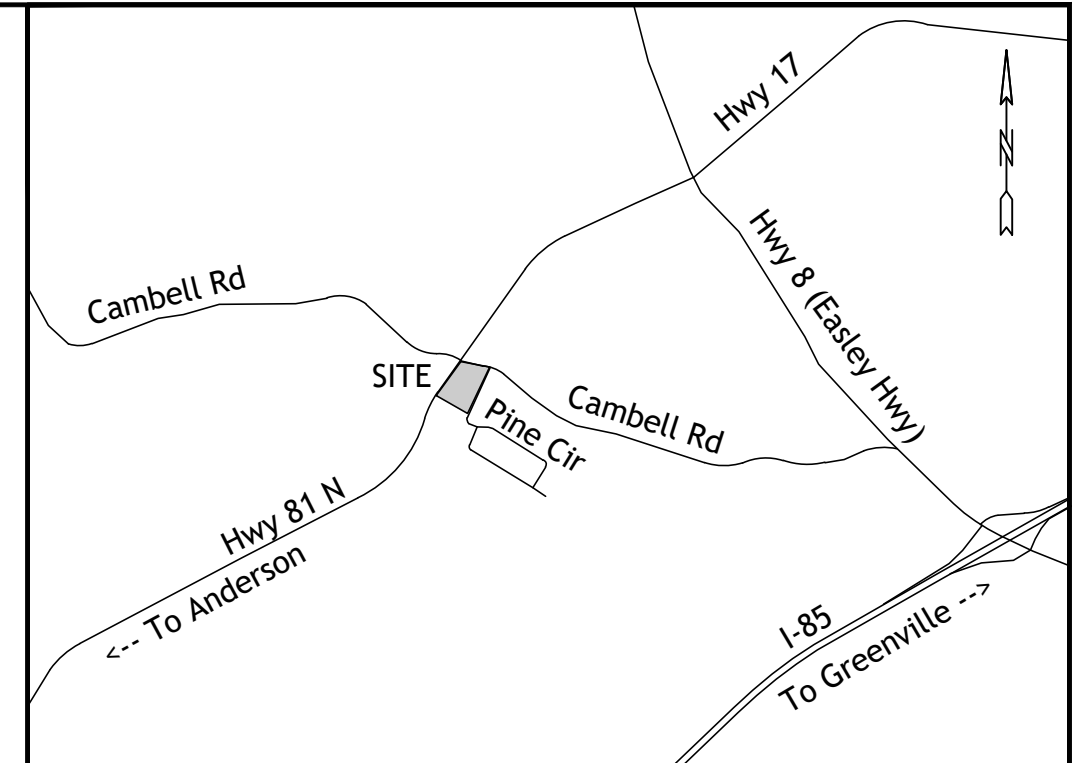 Hwy 17
N
Hwy 8 (Easley Hwy)
Cambell Rd
SITE
Cambell Rd
Pine Cir
Hwy 81 N
<-- To Anderson
I-85
To Greenville -->